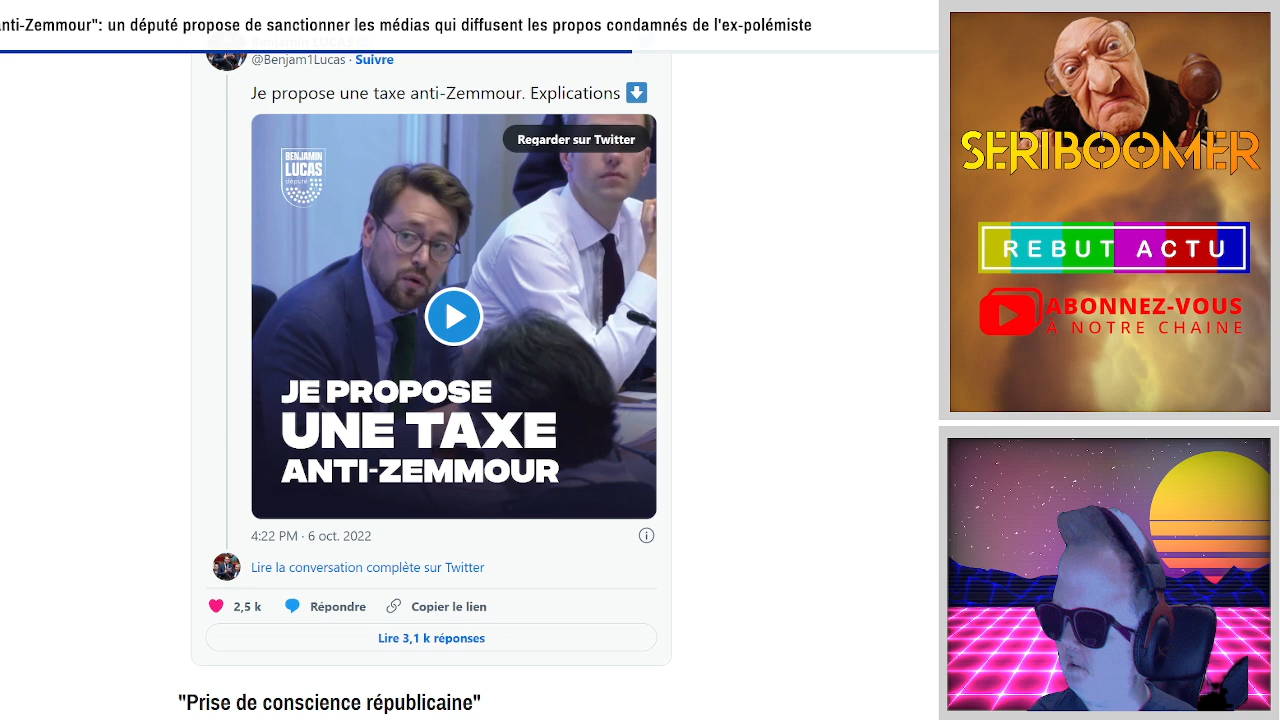 nti-Zemmour": un député propose de sanctionner les médias qui diffusent les propos condamnés de l'ex-polémiste
@Benjam1Lucas · Suivre
Je propose une taxe anti-Zemmour. Explications
Regarder sur Twitter
BENJAMIN
LUCAS
député
JE PROPOSE
UNE TAXE
ANTI-ZEMMOUR
4:22 PM · 6 oct. 2022
Lire la conversation complète sur Twitter
2,5 k Répondre Copier le lien
Lire 3,1 k réponses
"Prise de conscience républicaine"
SERIBOOMER
REBUT ACTU
ABONNEZ-VOUS
À NOTRE CHAINE